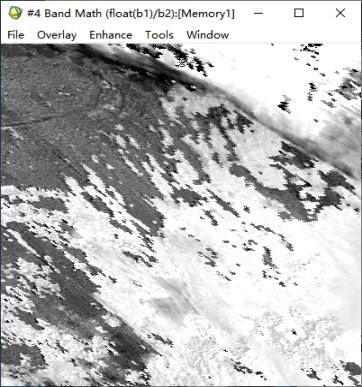 #4 Band Math (float(b1)/b2):[Memory1]
File Overlay Enhance Tools Window